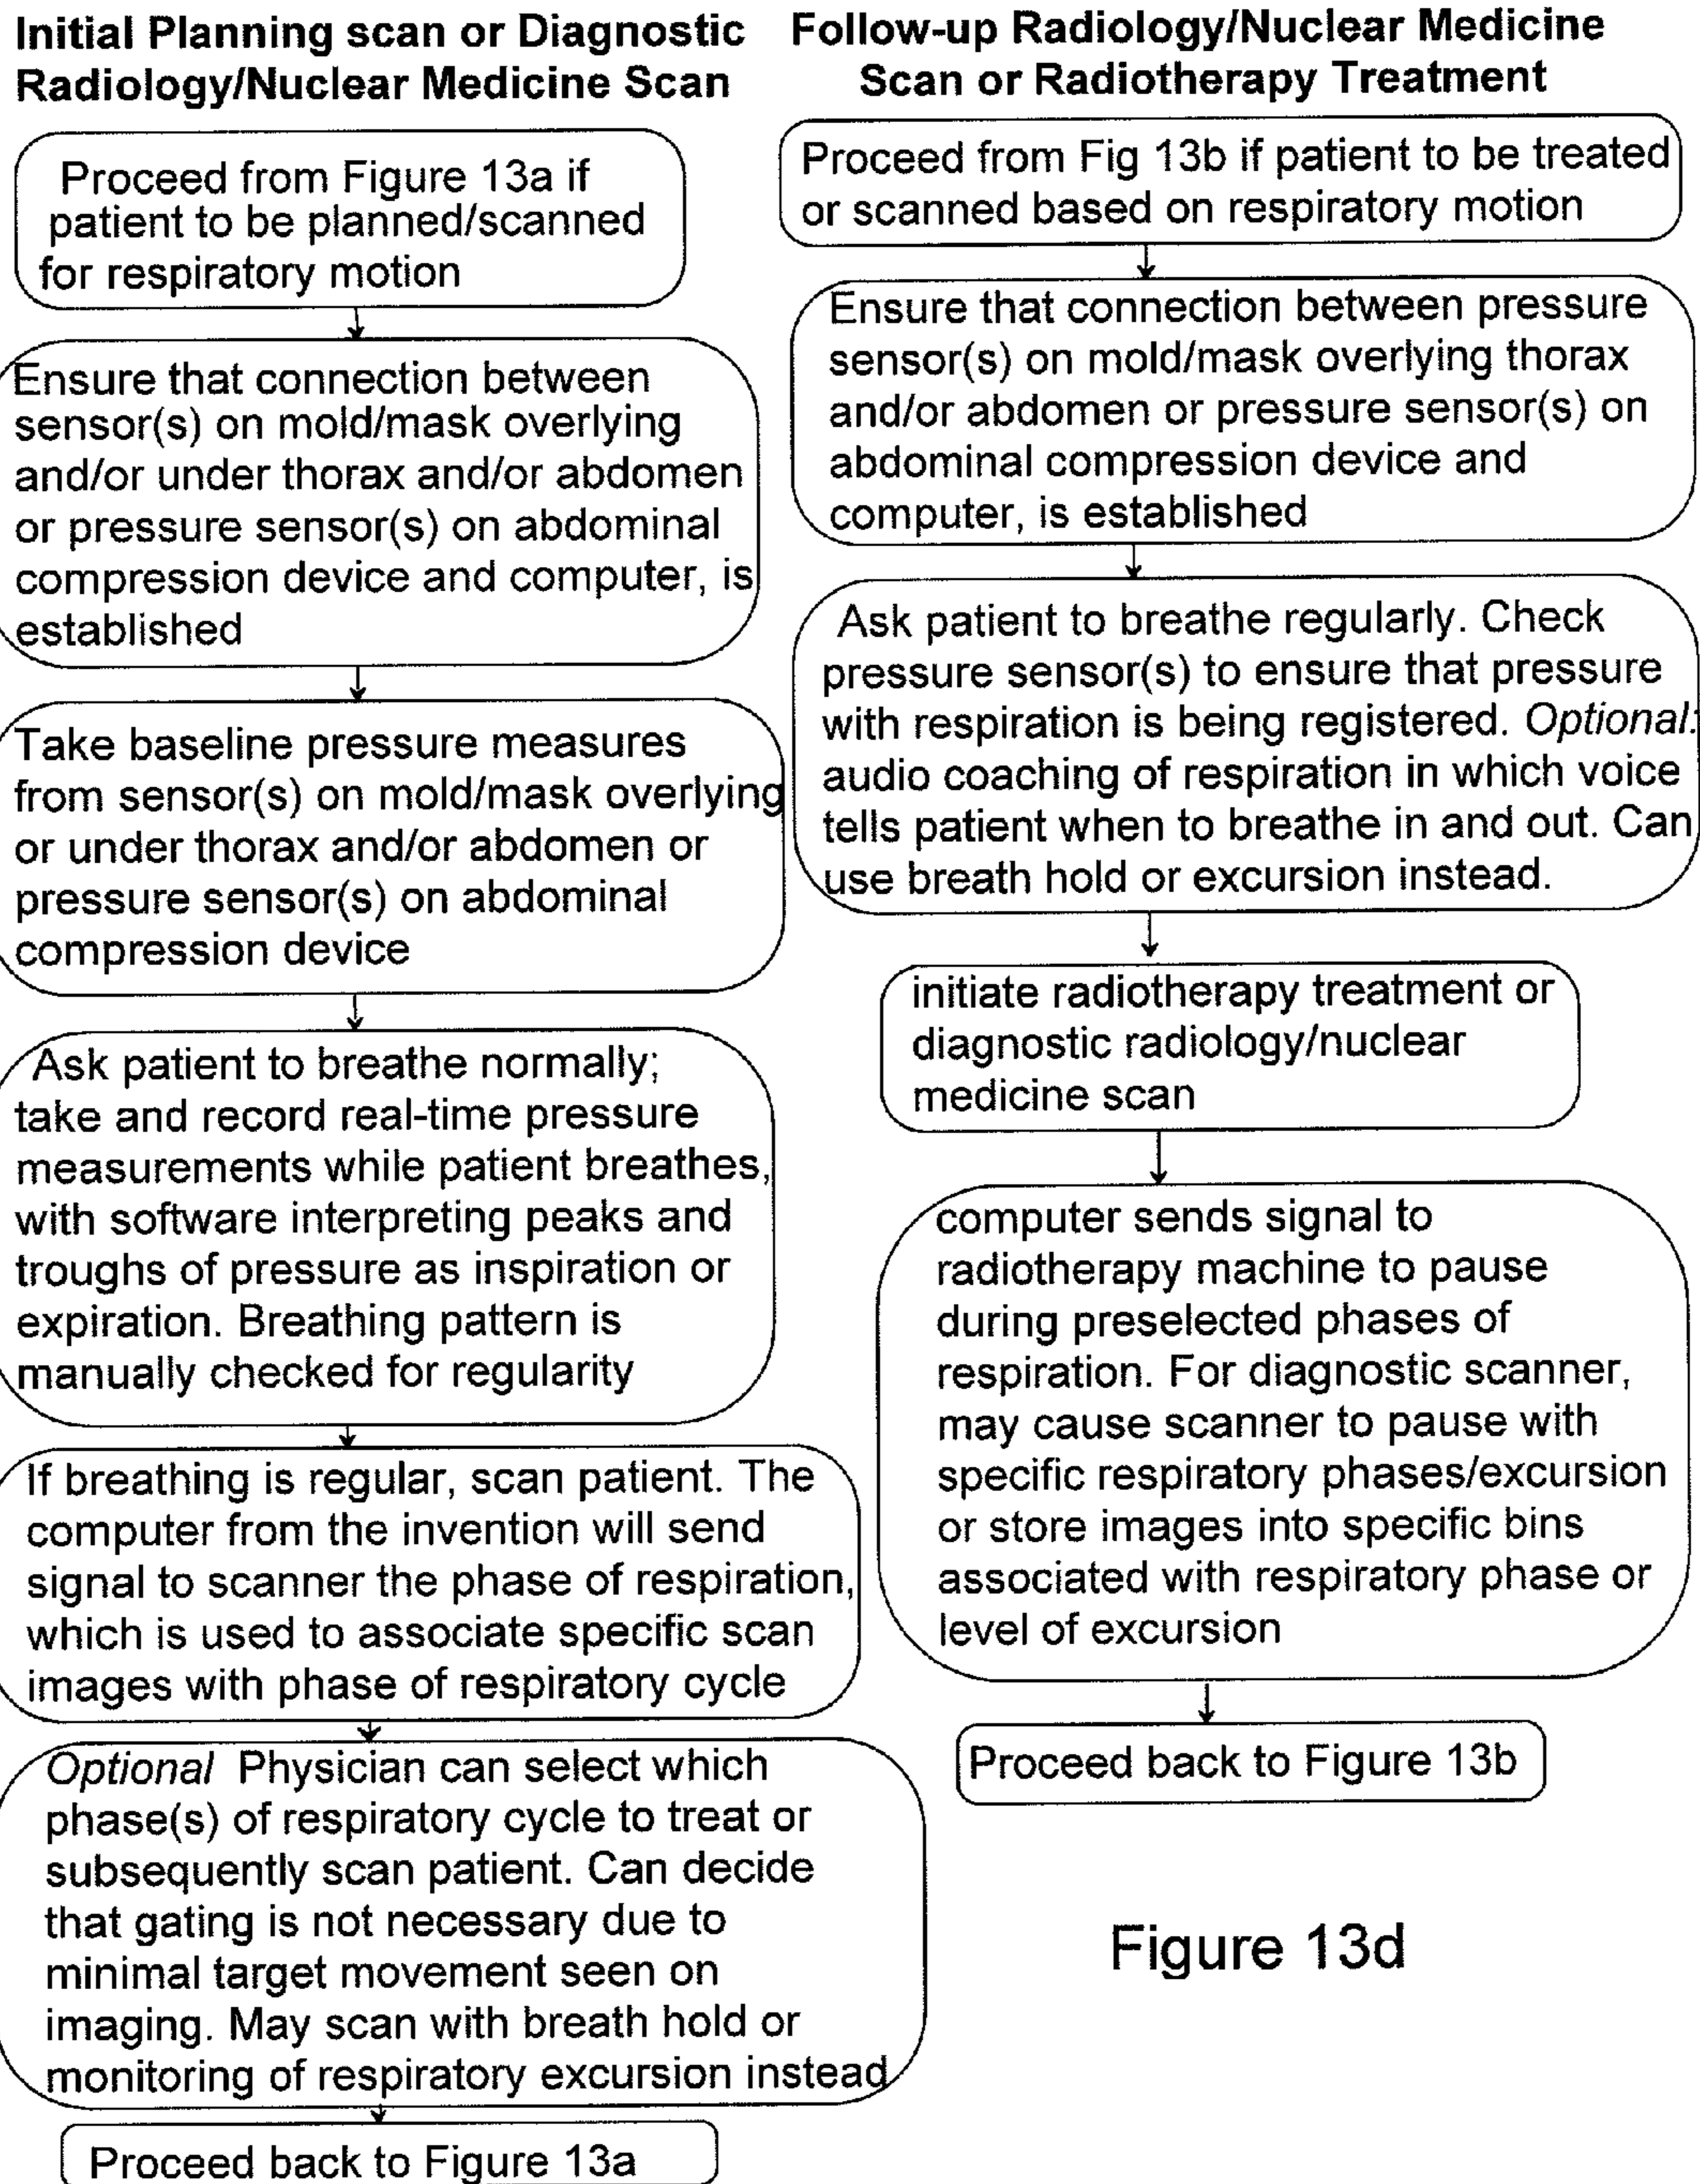 Initial Planning scan or Diagnostic
Radiology/Nuclear Medicine Scan
Proceed from Figure 13a if
patient to be planned/scanned
for respiratory motion
Ensure that connection between
sensor(s) on mold/mask overlying
and/or under thorax and/or abdomen
or pressure sensor(s) on abdominal
compression device and computer, is
established
Take baseline pressure measures
from sensor(s) on mold/mask overlying
or under thorax and/or abdomen or
pressure sensor(s) on abdominal
compression device
Ask patient to breathe normally;
take and record real-time pressure
measurements while patient breathes,
with software interpreting peaks and
troughs of pressure as inspiration or
expiration. Breathing pattern is
manually checked for regularity
If breathing is regular, scan patient. The
computer from the invention will send
signal to scanner the phase of respiration,
which is used to associate specific scan
images with phase of respiratory cycle
Optional Physician can select which
phase(s) of respiratory cycle to treat or
subsequently scan patient. Can decide
that gating is not necessary due to
minimal target movement seen on
imaging. May scan with breath hold or
monitoring of respiratory excursion instead
Proceed back to Figure 13a
Follow-up Radiology/Nuclear Medicine
Scan or Radiotherapy Treatment
Proceed from Fig 13b if patient to be treated
or scanned based on respiratory motion
Ensure that connection between pressure
sensor(s) on mold/mask overlying thorax
and/or abdomen or pressure sensor(s) on
abdominal compression device and
computer, is established
Ask patient to breathe regularly. Check
pressure sensor(s) to ensure that pressure
with respiration is being registered. Optional:
audio coaching of respiration in which voice
tells patient when to breathe in and out. Can
use breath hold or excursion instead.
initiate radiotherapy treatment or
diagnostic radiology/nuclear
medicine scan
computer sends signal to
radiotherapy machine to pause
during preselected phases of
respiration. For diagnostic scanner,
may cause scanner to pause with
specific respiratory phases/excursion
or store images into specific bins
associated with respiratory phase or
level of excursion
Proceed back to Figure 13b
Figure 13d